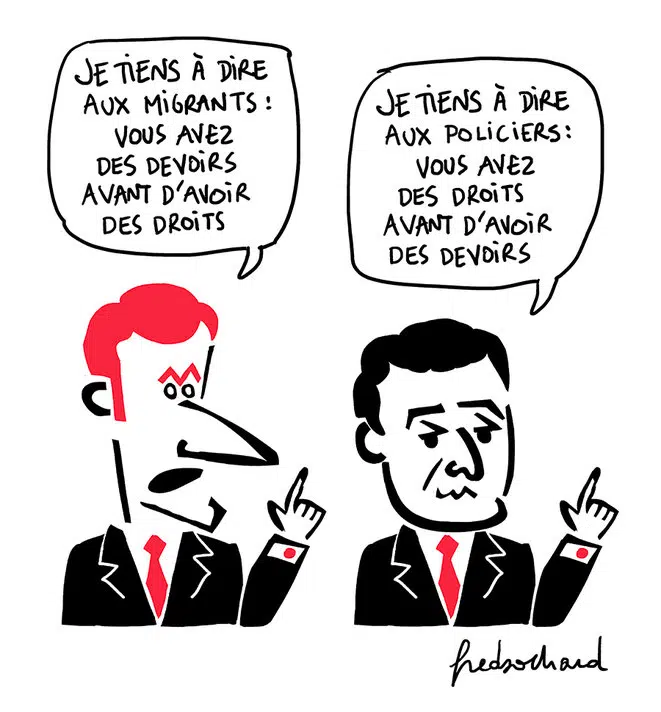 JE TIENS À DIRE
AUX MIGRANTS :
VOUS AVEZ
DES DEVOIRS
AVANT D'AVOIR
DES DROITS
JE TIENS À DIRE
AUX POLICIERS :
VOUS AVEZ
DES DROITS
AVANT D'AVOIR
DES DEVOIRS
fredsochard